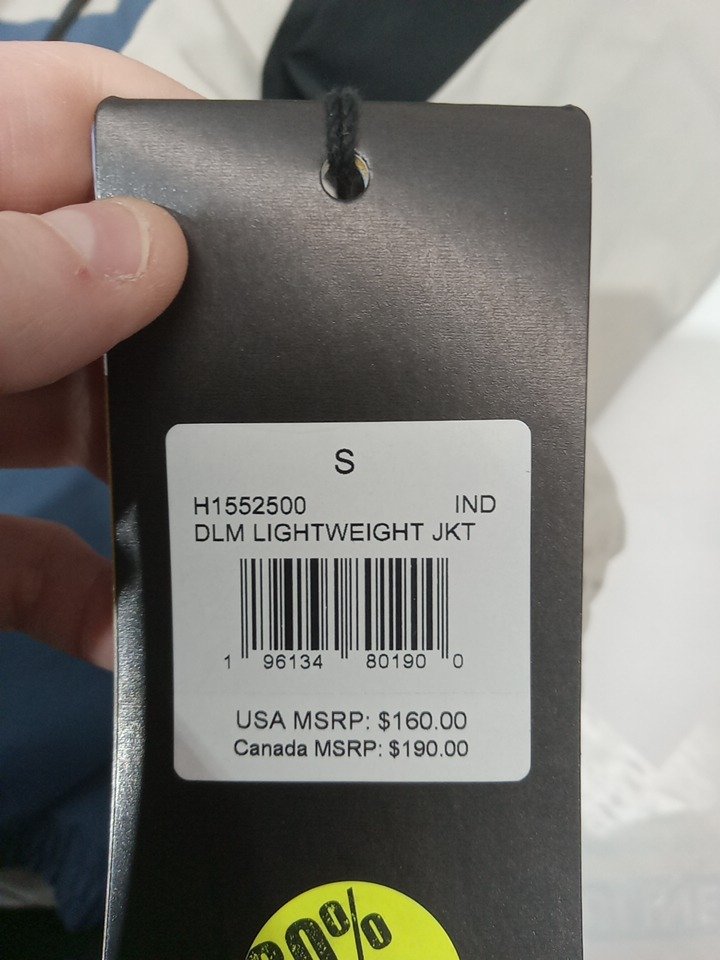 S
H1552500 IND
DLM LIGHTWEIGHT JKT
1 96134 80190 0
USA MSRP: $160.00
Canada MSRP: $190.00